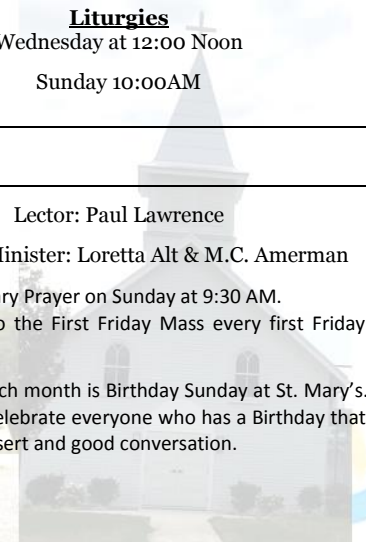 Liturgies
Wednesday at 12:00 Noon
Sunday 10:00AM
Lector: Paul Lawrence
Minister: Loretta Alt & M.C. Amerman
Prayer on Sunday at 9:30 AM.
the First Friday Mass every first Friday
month is Birthday Sunday at St. Mary's.
celebrate everyone who has a Birthday that
and good conversation.